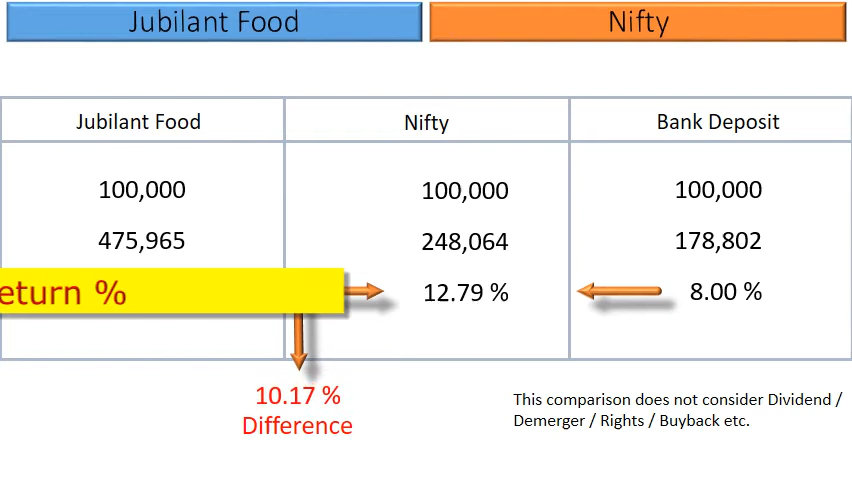 Jubilant Food Nifty
Jubilant Food Nifty Bank Deposit
100,000 100,000 100,000
475,965 248,064 178,802
eturn % 12.79 % 8.00 %
10.17 %
Difference
This comparison does not consider Dividend /
Demerger / Rights / Buyback etc.